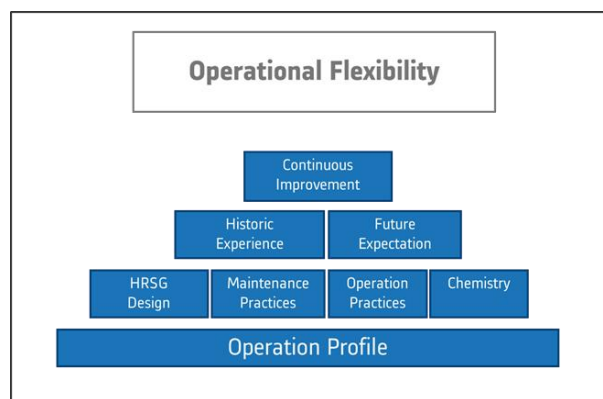 Operational Flexibility
Continuous
Improvement
Historic
Experience
Future
Expectation
HRSG
Design
Maintenance
Practices
Operation
Practices
Chemistry
Operation Profile